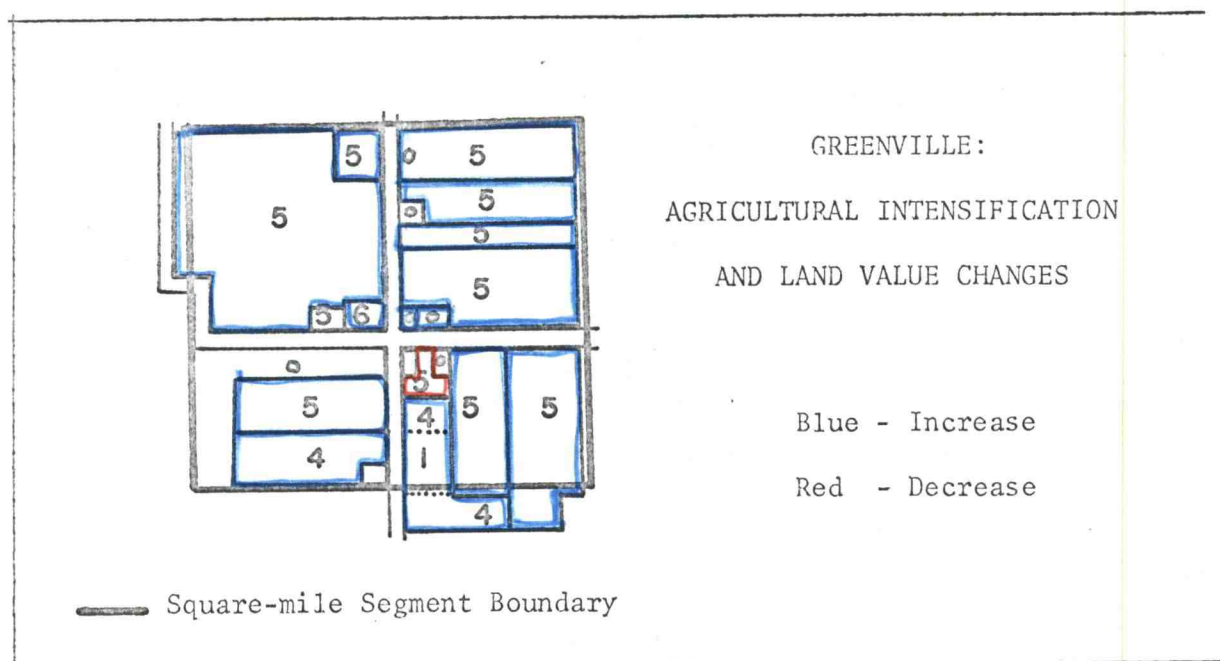 GREENVILLE:
AGRICULTURAL INTENSIFICATION
AND LAND VALUE CHANGES
5 o 5
5
5 o
5
5
5 6 o
o o
5
5 5 5
4
4 1
4
Blue - Increase
Red - Decrease
Square-mile Segment Boundary